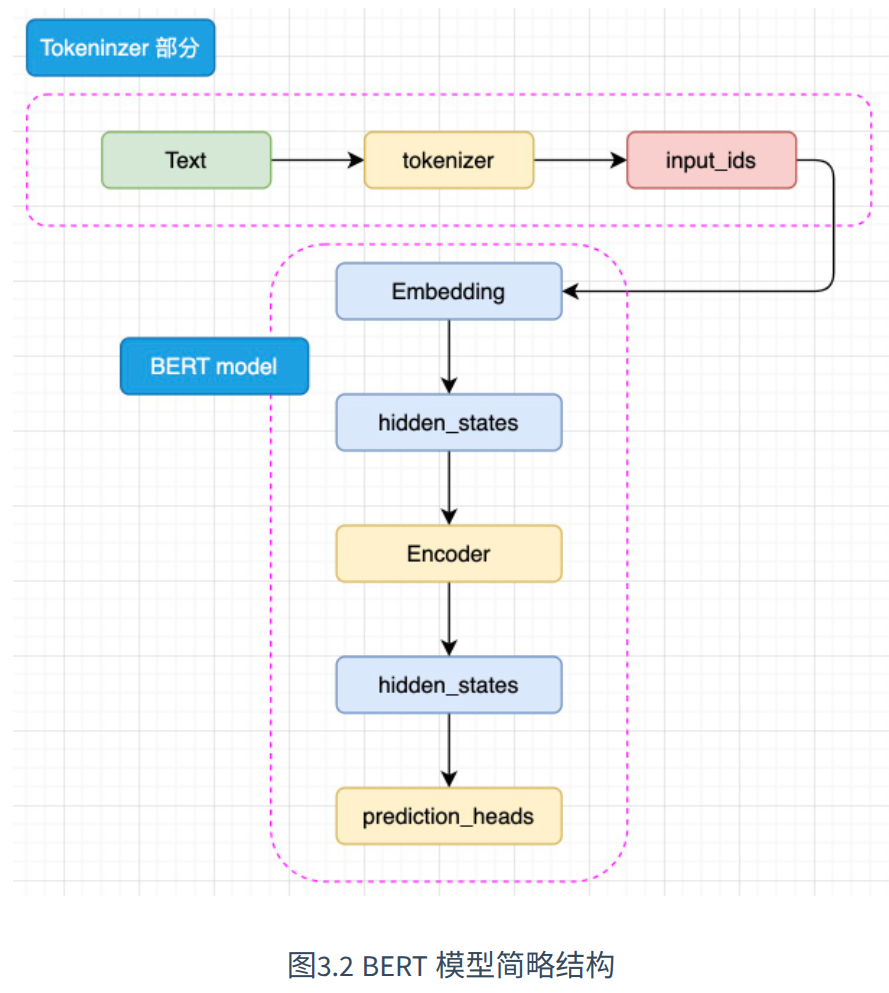 Tokeninzer 部分
Text
tokenizer
input_ids
Embedding
BERT model
hidden_states
Encoder
hidden_states
prediction_heads
图3.2 BERT 模型简略结构